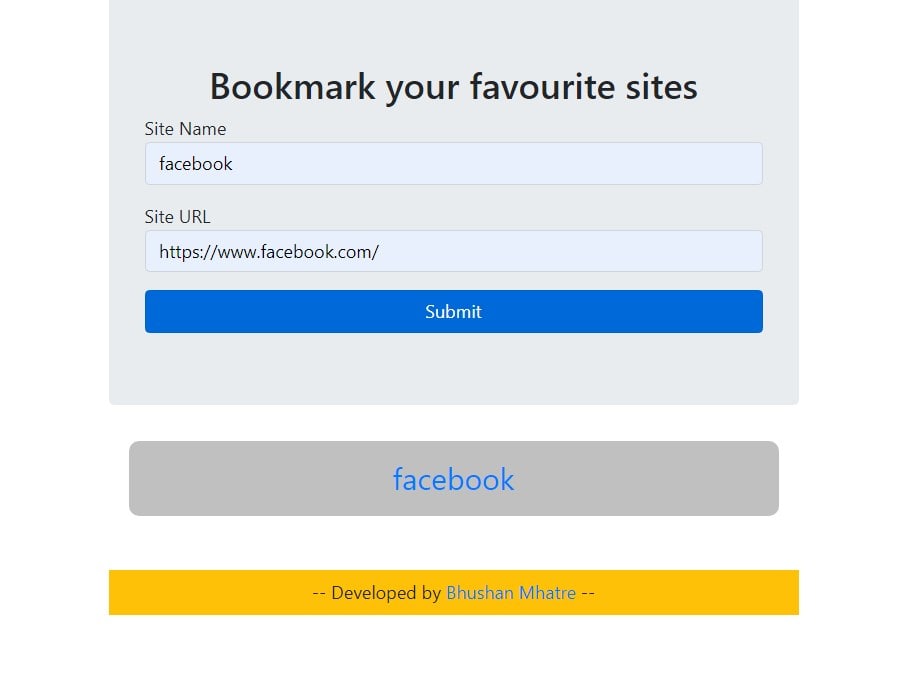 Bookmark your favourite sites
Site Name
facebook
Site URL
https://www.facebook.com/
Submit
facebook
-- Developed by Bhushan Mhatre --